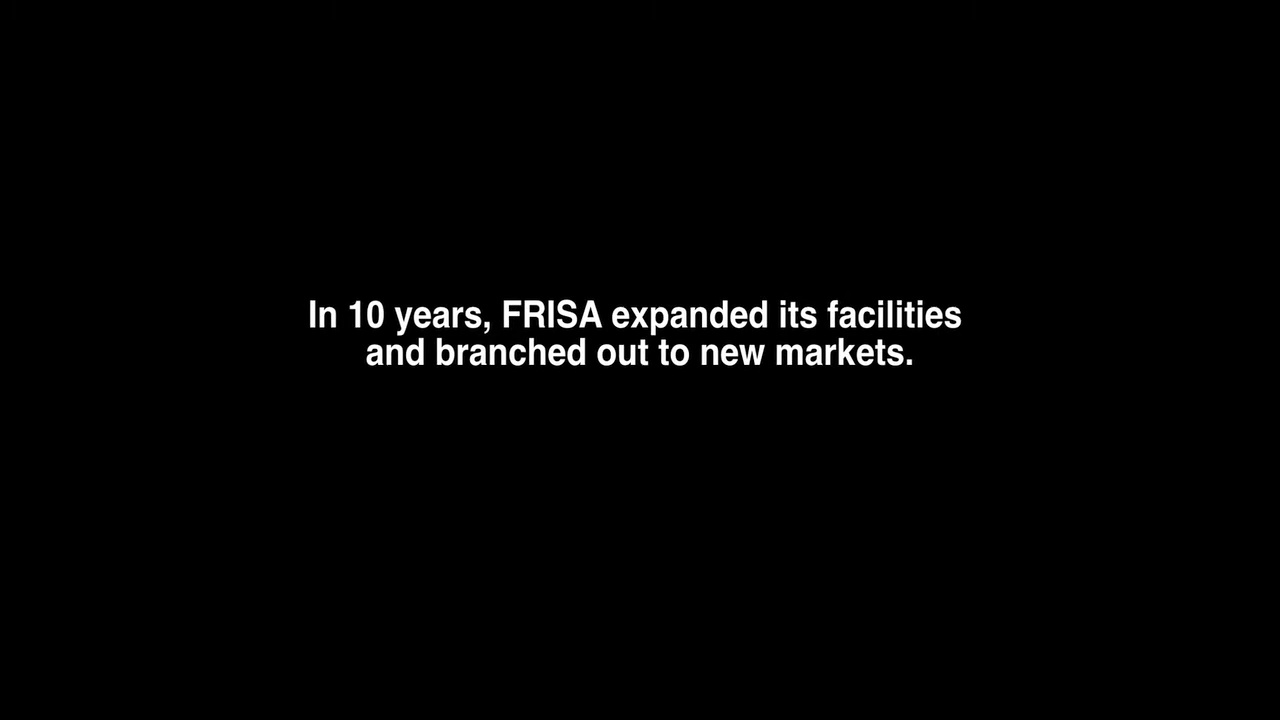 In 10 years, FRISA expanded its facilities
and branched out to new markets.